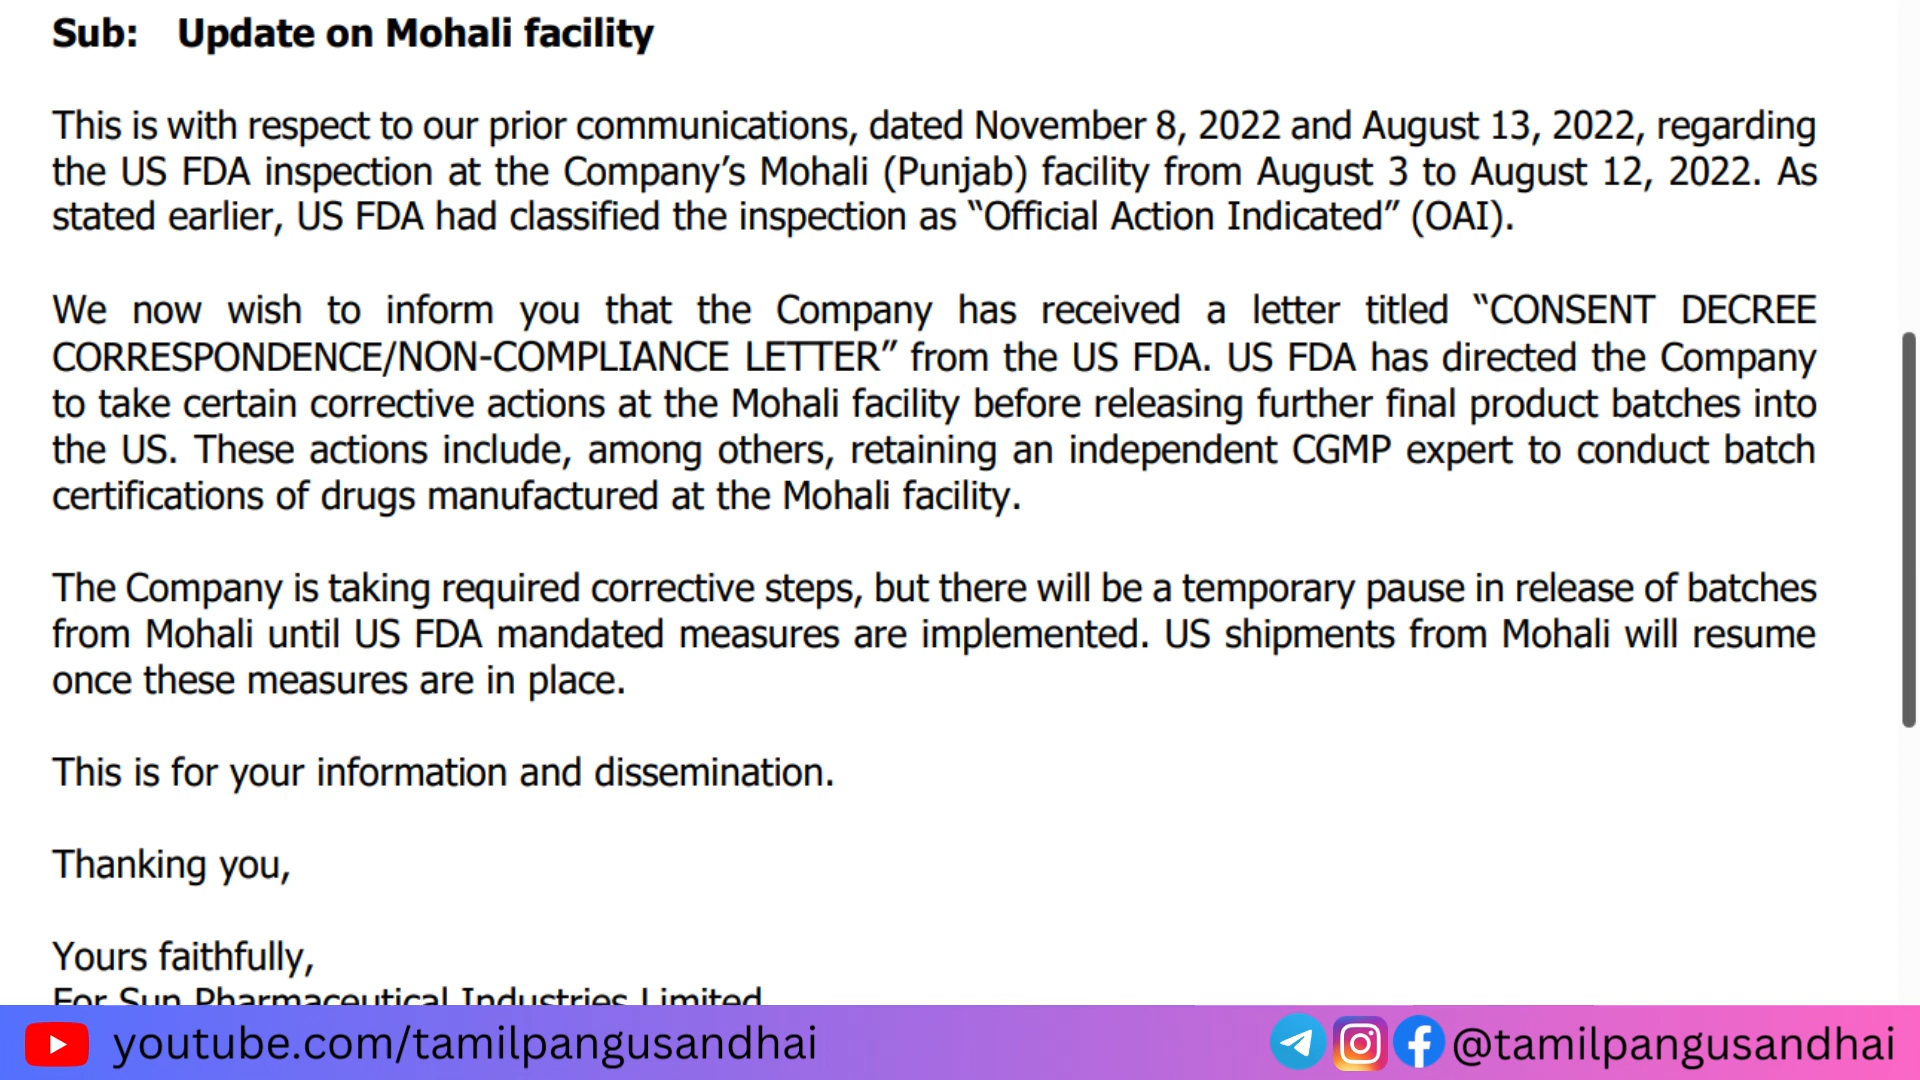 Sub: Update on Mohali facility
This is with respect to our prior communications, dated November 8, 2022 and August 13, 2022, regarding
the US FDA inspection at the Company’s Mohali (Punjab) facility from August 3 to August 12, 2022. As
stated earlier, US FDA had classified the inspection as “Official Action Indicated” (OAI).
We now wish to inform you that the Company has received a letter titled “CONSENT DECREE
CORRESPONDENCE/NON-COMPLIANCE LETTER” from the US FDA. US FDA has directed the Company
to take certain corrective actions at the Mohali facility before releasing further final product batches into
the US. These actions include, among others, retaining an independent CGMP expert to conduct batch
certifications of drugs manufactured at the Mohali facility.
The Company is taking required corrective steps, but there will be a temporary pause in release of batches
from Mohali until US FDA mandated measures are implemented. US shipments from Mohali will resume
once these measures are in place.
This is for your information and dissemination.
Thanking you,
Yours faithfully,
For Sun Pharmaceutical Industries Limited
youtube.com/tamilpangusandhai
@tamilpangusandhai